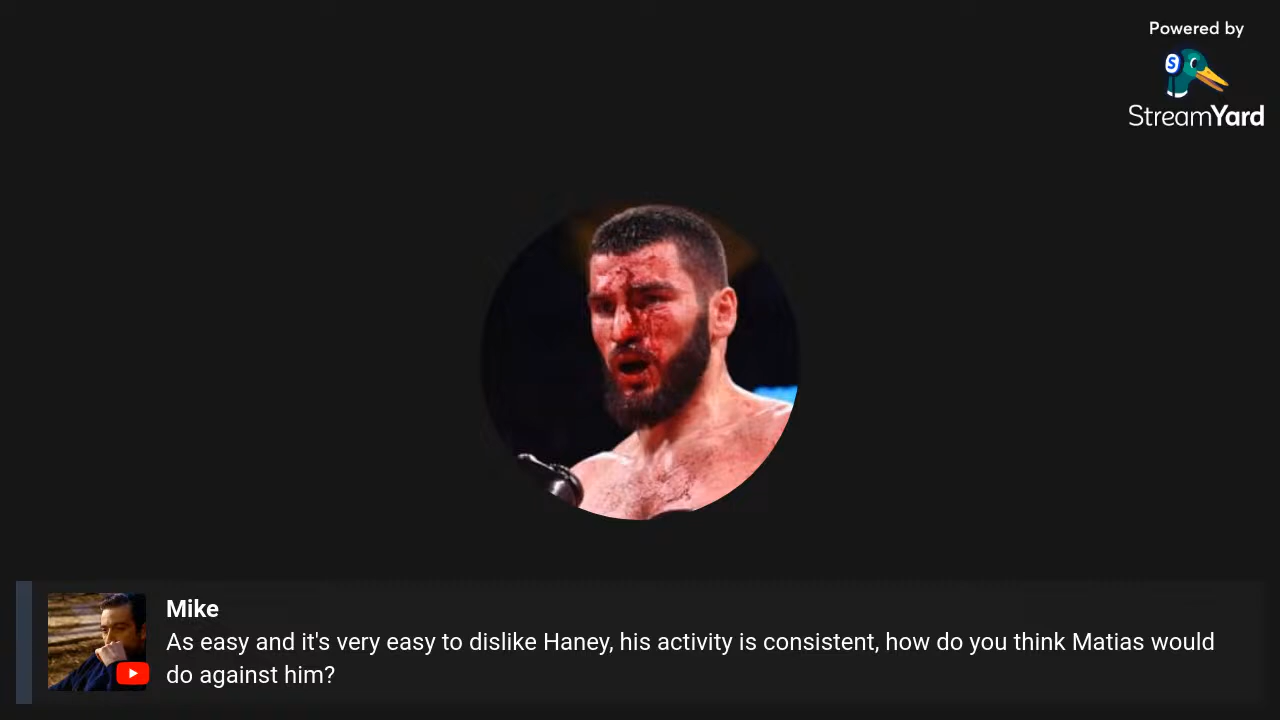 Powered by
S
StreamYard
Mike
As easy and it's very easy to dislike Haney, his activity is consistent, how do you think Matias would
do against him?